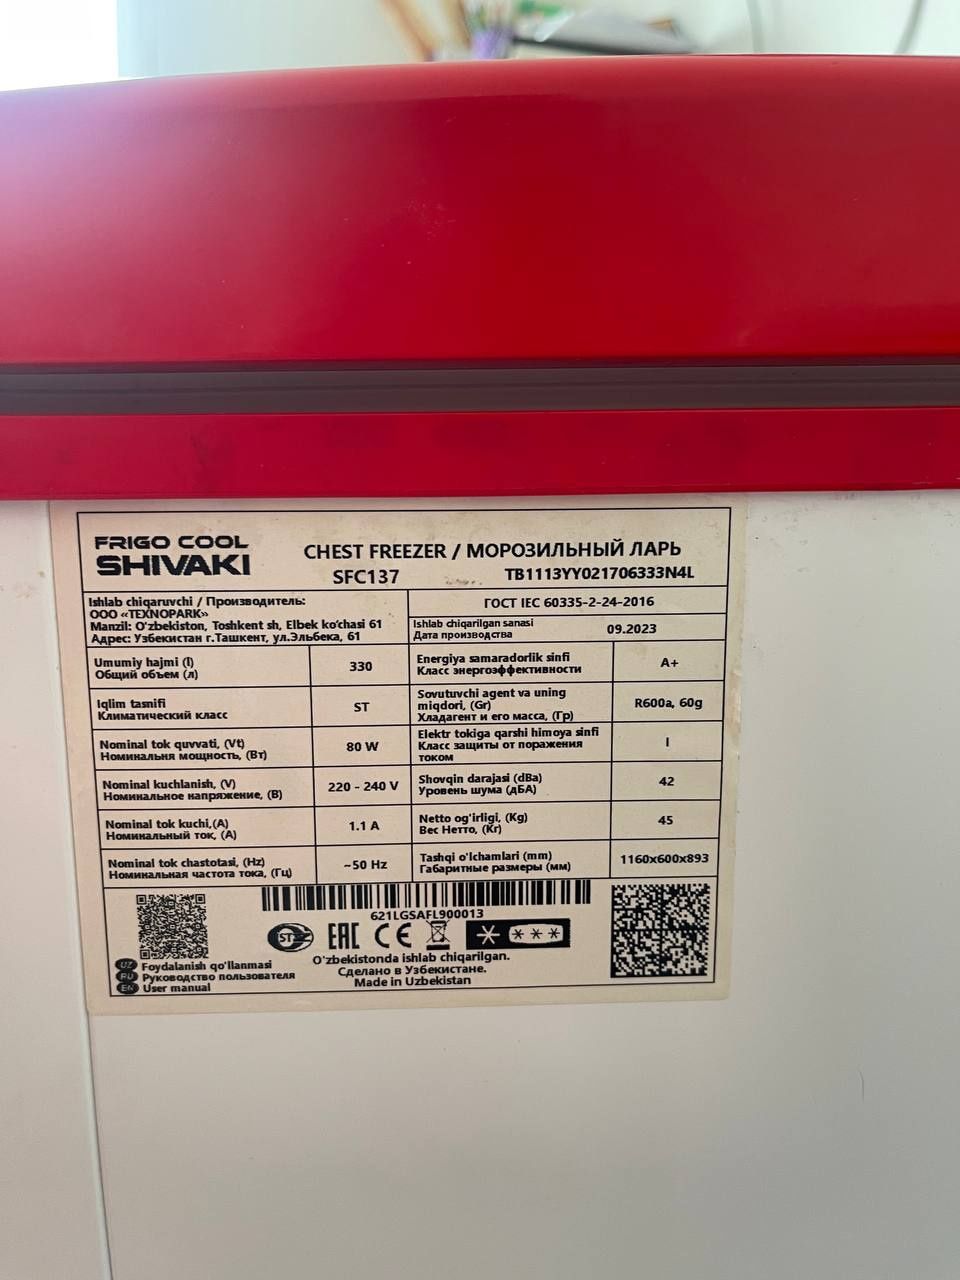 FRIGO COOL
SHIVAKI
CHEST FREEZER / МОРОЗИЛЬНЫЙ ЛАРЬ
SFC137 TB1113YY021706333N4L
Ishlab chiqaruvchi / Производитель:
ООО «TEXNOPARK»
Manzil: O'zbekiston, Toshkent sh, Elbek ko'chasi 61
Адрес: Узбекистан г.Ташкент, ул.Эльбека, 61
ГОСТ IEC 60335-2-24-2016
Ishlab chiqarilgan sanasi
Дата производства
09.2023
Umumiy hajmi (l)
Общий объем (л)
330
Energiya samaradorlik sinfi
Класс энергоэффективности
A+
Iqlim tasnifi
Климатический класс
ST
Sovutuvchi agent va uning
miqdori, (Gr)
Хладагент и его масса, (Гр)
R600a, 60g
Nominal tok quvvati, (Vt)
Номинальня мощность, (Вт)
80 W
Elektr tokiga qarshi himoya sinfi
Класс защиты от поражения
током
I
Nominal kuchlanish, (V)
Номинальное напряжение, (В)
220 - 240 V
Shovqin darajasi (dBa)
Уровень шума (дБА)
42
Nominal tok kuchi,(A)
Номинальный ток, (А)
1.1 A
Netto og'irligi, (Kg)
Вес Нетто, (Кг)
45
Nominal tok chastotasi, (Hz)
Номинальная частота тока, (Гц)
~50 Hz
Tashqi o'lchamlari (mm)
Габаритные размеры (мм)
1160x600x893
621LGSAFL900013
EAC CE
O'zbekistonda ishlab chiqarilgan.
Сделано в Узбекистане.
Made in Uzbekistan
UZ Foydalanish qo'llanmasi
RU Руководство пользователя
EN User manual